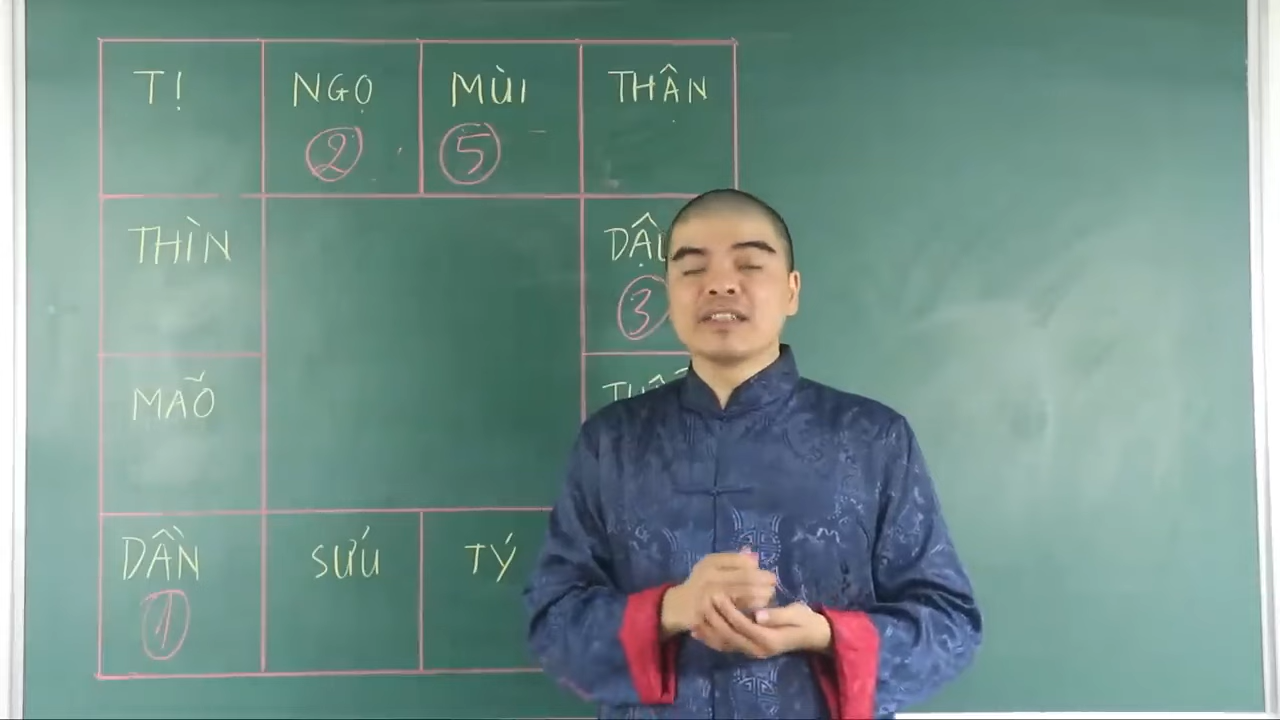 TỊ NGỌ MÙI THÂN
② ⑤
THÌN
③
MÃO
DẦN SỬU TÝ
①